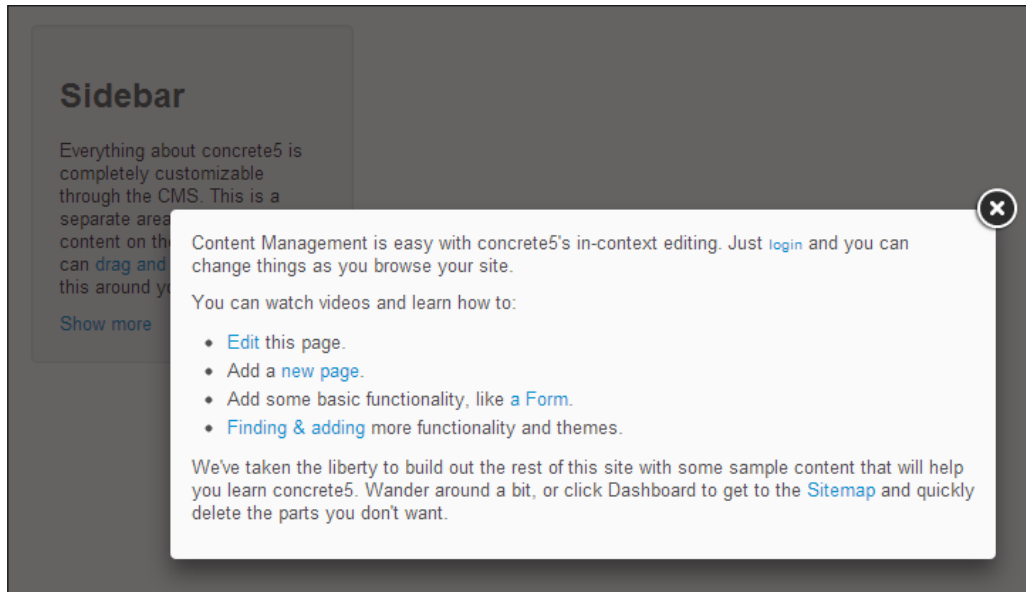 Sidebar
Everything about concrete5 is
completely customizable
through the CMS. This is a
separate area
content on the
can drag and
this around
Show more
Content Management is easy with concrete5's in-context editing. Just login and you can
change things as you browse your site.
You can watch videos and learn how to:
• Edit this page.
• Add a new page.
• Add some basic functionality, like a Form.
• Finding & adding more functionality and themes.
We've taken the liberty to build out the rest of this site with some sample content that will help
you learn concrete5. Wander around a bit, or click Dashboard to get to the Sitemap and quickly
delete the parts you don't want.